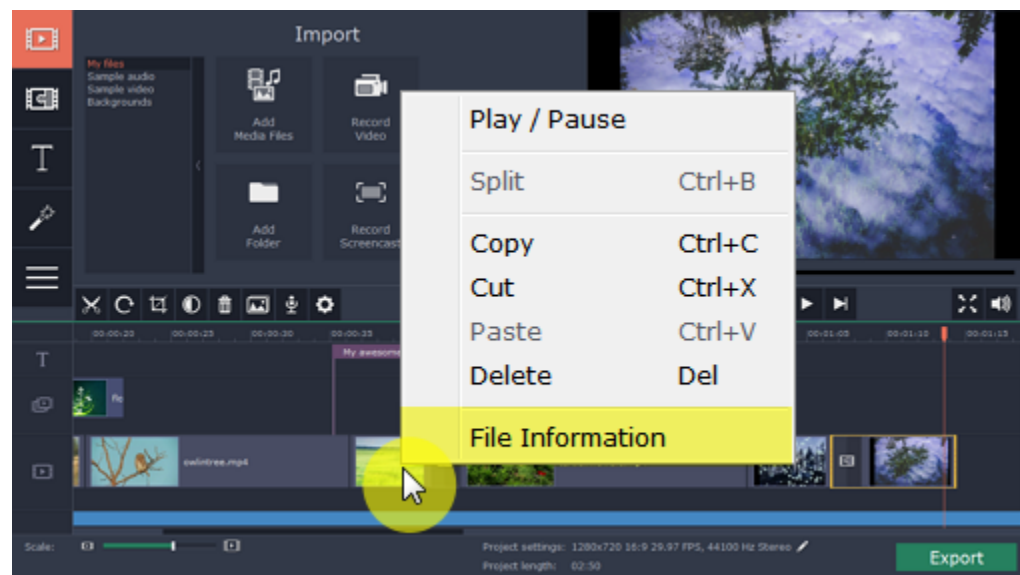 Import
My files
Sample audio
Sample video
Backgrounds
Add
Media Files
Record
Video
Add
Folder
Record
Screencast
Play / Pause
Split Ctrl+B
Copy Ctrl+C
Cut Ctrl+X
Paste Ctrl+V
Delete Del
File Information
T
00:00:20 00:00:25 00:00:30 00:00:35 00:01:05 00:01:10 00:01:15
T
My awesome
fle
owlintree.mp4
Scale:
Project settings: 1280x720 16:9 29.97 FPS, 44100 Hz Stereo
Project length: 02:50
Export